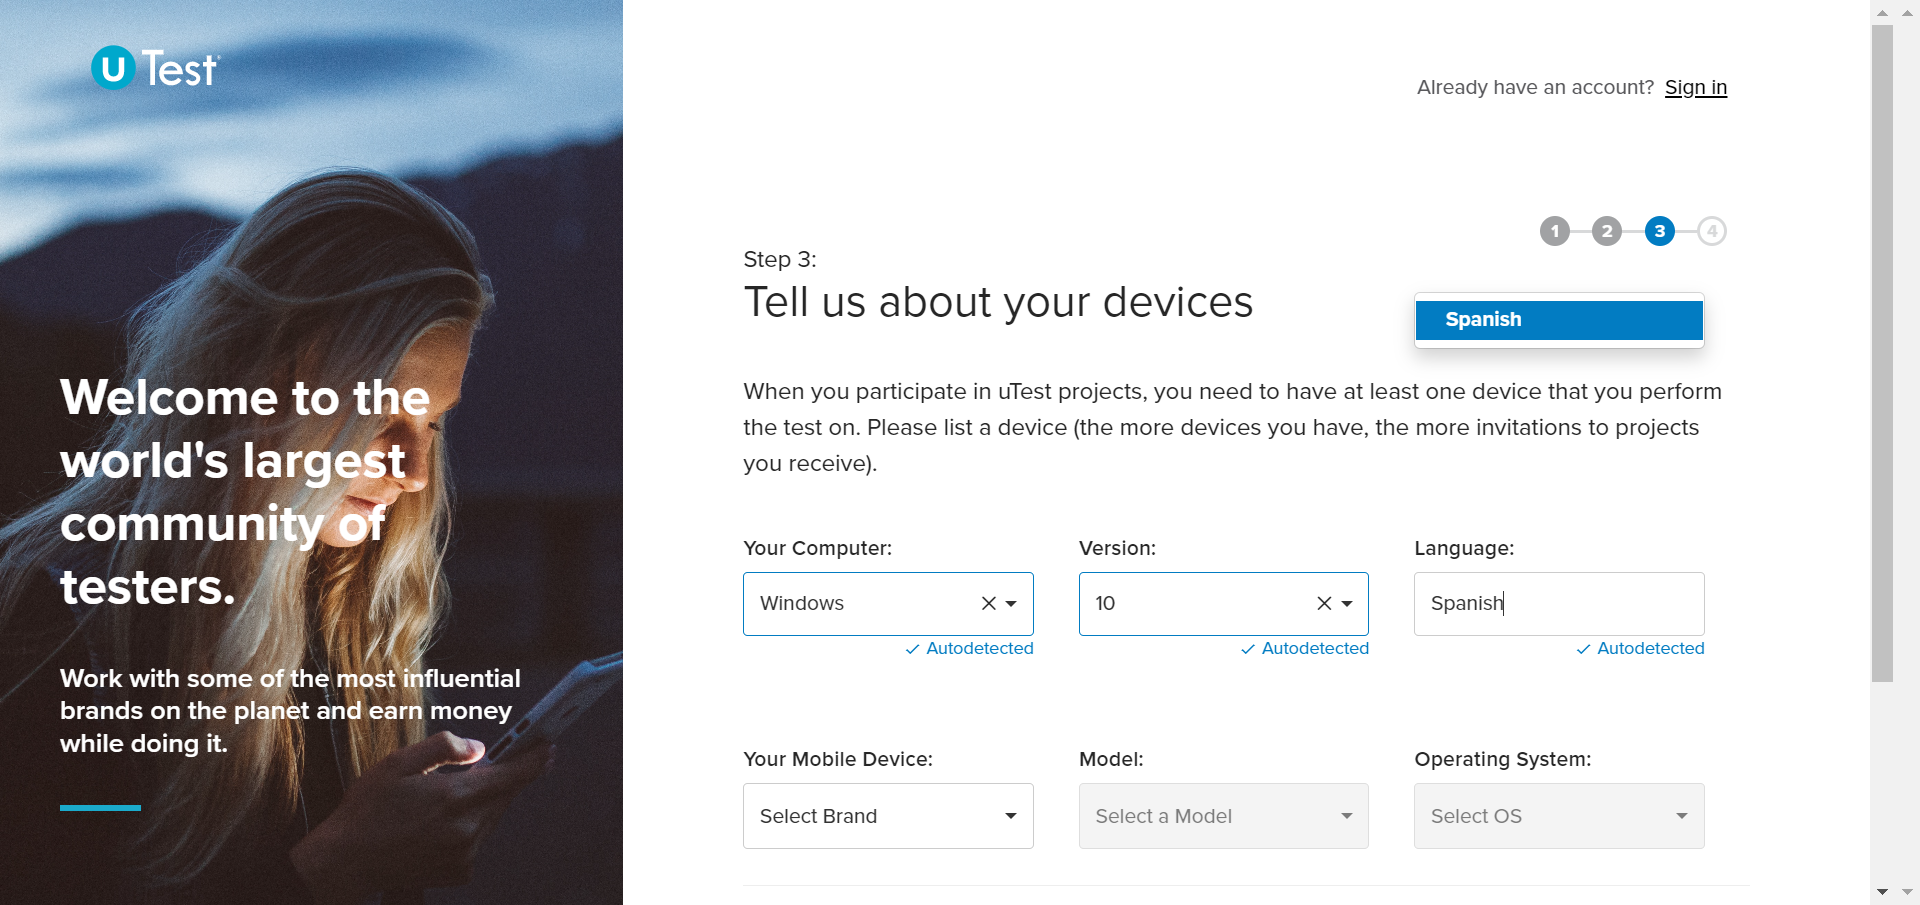 u Test
Already have an account? Sign in
1 2 3 4
Step 3:
Tell us about your devices
Spanish
When you participate in uTest projects, you need to have at least one device that you perform
the test on. Please list a device (the more devices you have, the more invitations to projects
you receive).
Your Computer: Version: Language:
Windows 10 Spanish
Autodetected Autodetected Autodetected
Your Mobile Device: Model: Operating System:
Select Brand Select a Model Select OS
Welcome to the
world's largest
community of
testers.
Work with some of the most influential
brands on the planet and earn money
while doing it.